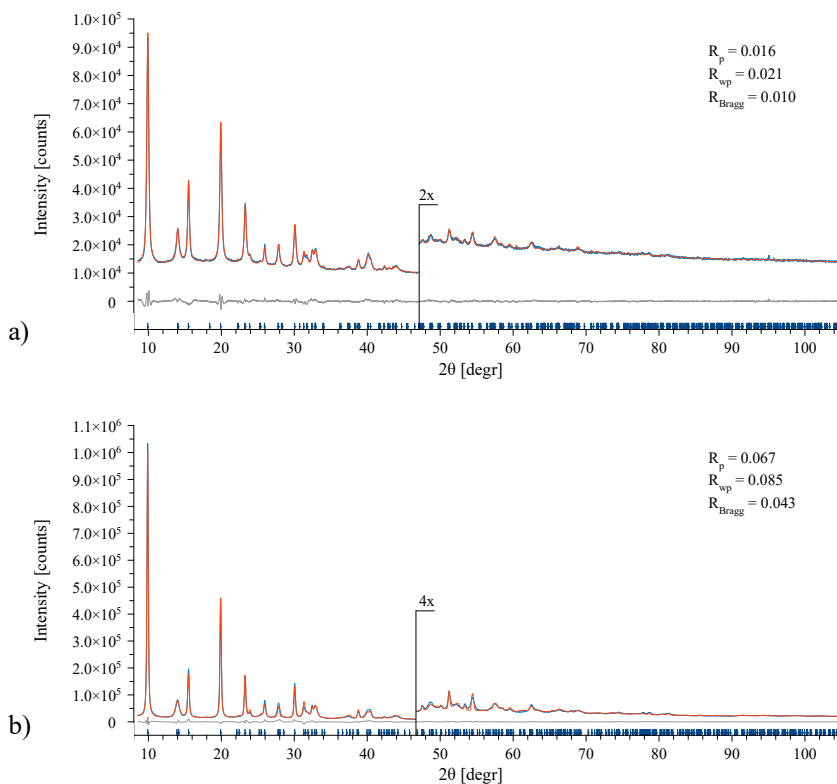 1.0×10⁵
9.0×10⁴
8.0×10⁴
7.0×10⁴
6.0×10⁴
5.0×10⁴
4.0×10⁴
3.0×10⁴
2.0×10⁴
1.0×10⁴
0
Intensity [counts]
R_p = 0.016
R_wp = 0.021
R_Bragg = 0.010
2x
a)
10 20 30 40 50 60 70 80 90 100
2θ [degr]
1.1×10⁶
1.0×10⁶
9.0×10⁵
8.0×10⁵
7.0×10⁵
6.0×10⁵
5.0×10⁵
4.0×10⁵
3.0×10⁵
2.0×10⁵
1.0×10⁵
0
Intensity [counts]
R_p = 0.067
R_wp = 0.085
R_Bragg = 0.043
4x
b)
10 20 30 40 50 60 70 80 90 100
2θ [degr]